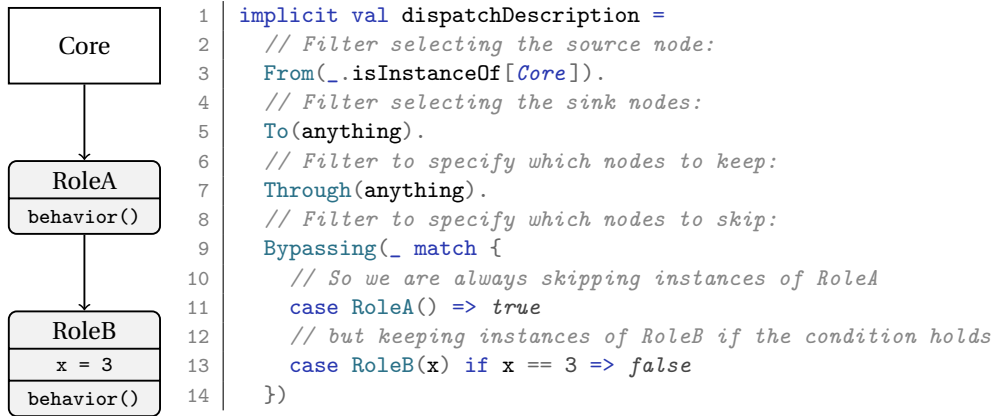 Core
RoleA
behavior()
RoleB
x = 3
behavior()
1 implicit val dispatchDescription =
2 // Filter selecting the source node:
3 From(_.isInstanceOf[Core]).
4 // Filter selecting the sink nodes:
5 To(anything).
6 // Filter to specify which nodes to keep:
7 Through(anything).
8 // Filter to specify which nodes to skip:
9 Bypassing(_ match {
10 // So we are always skipping instances of RoleA
11 case RoleA() => true
12 // but keeping instances of RoleB if the condition holds
13 case RoleB(x) if x == 3 => false
14 })